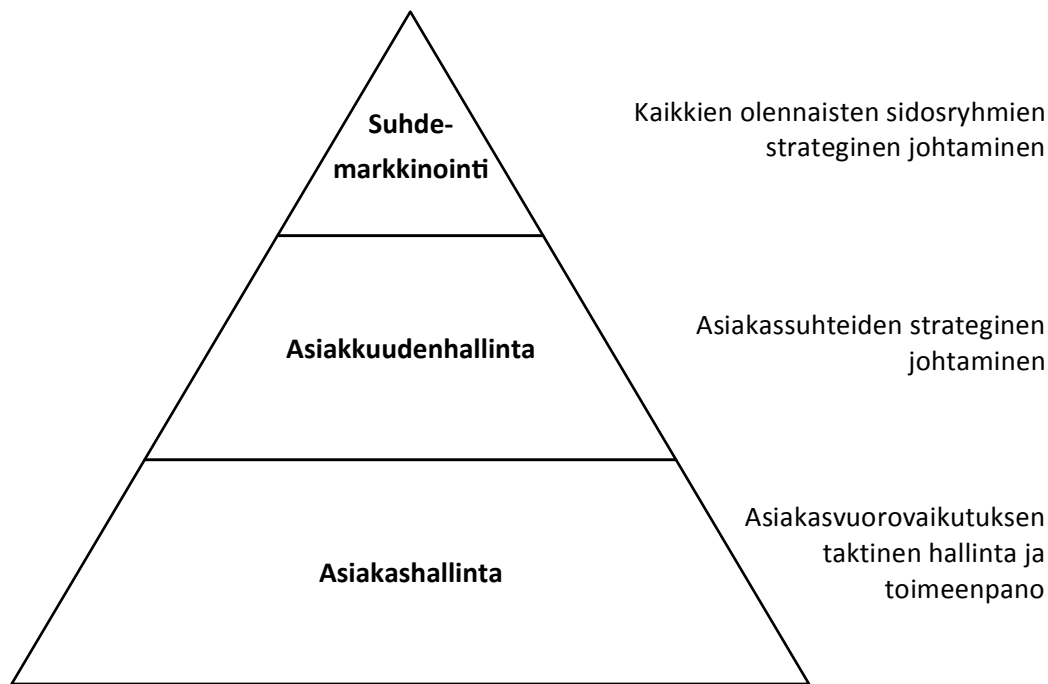 Suhde-
markkinointi
Kaikkien olennaisten sidosryhmien
strateginen johtaminen
Asiakkuudenhallinta
Asiakassuhteiden strateginen
johtaminen
Asiakashallinta
Asiakasvuorovaikutuksen
taktinen hallinta ja
toimeenpano